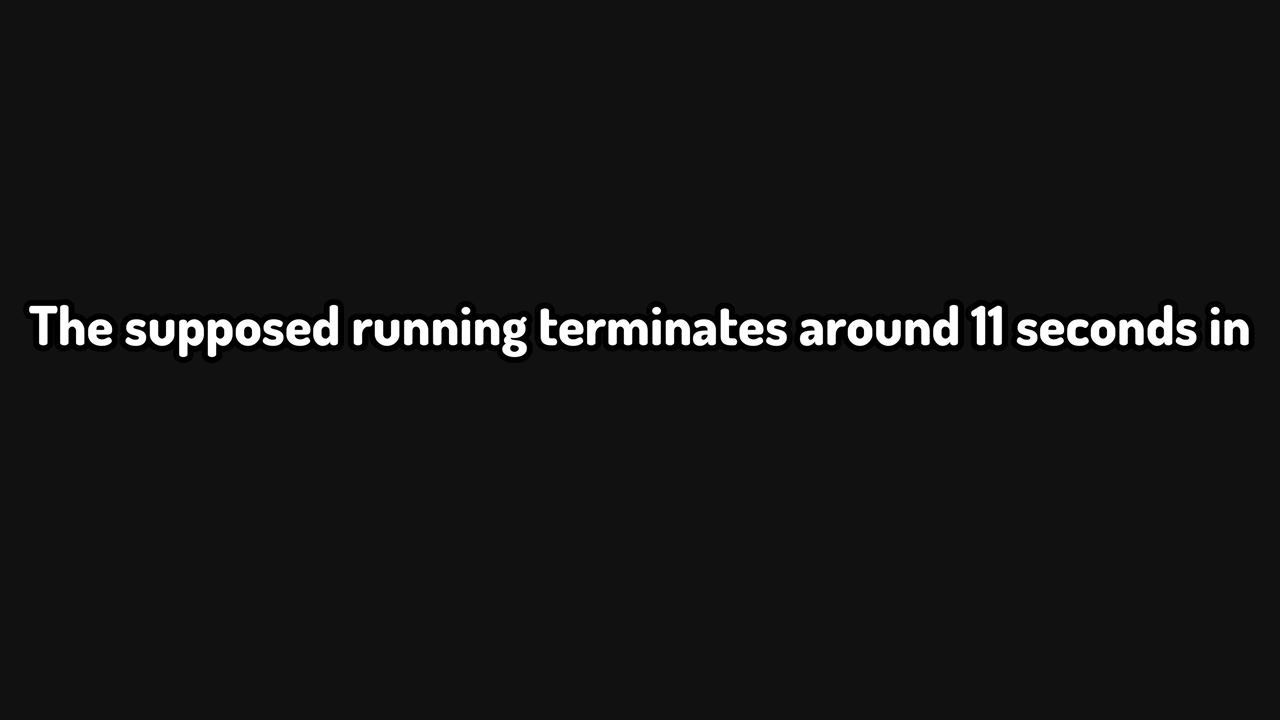 The supposed running terminates around 11 seconds in